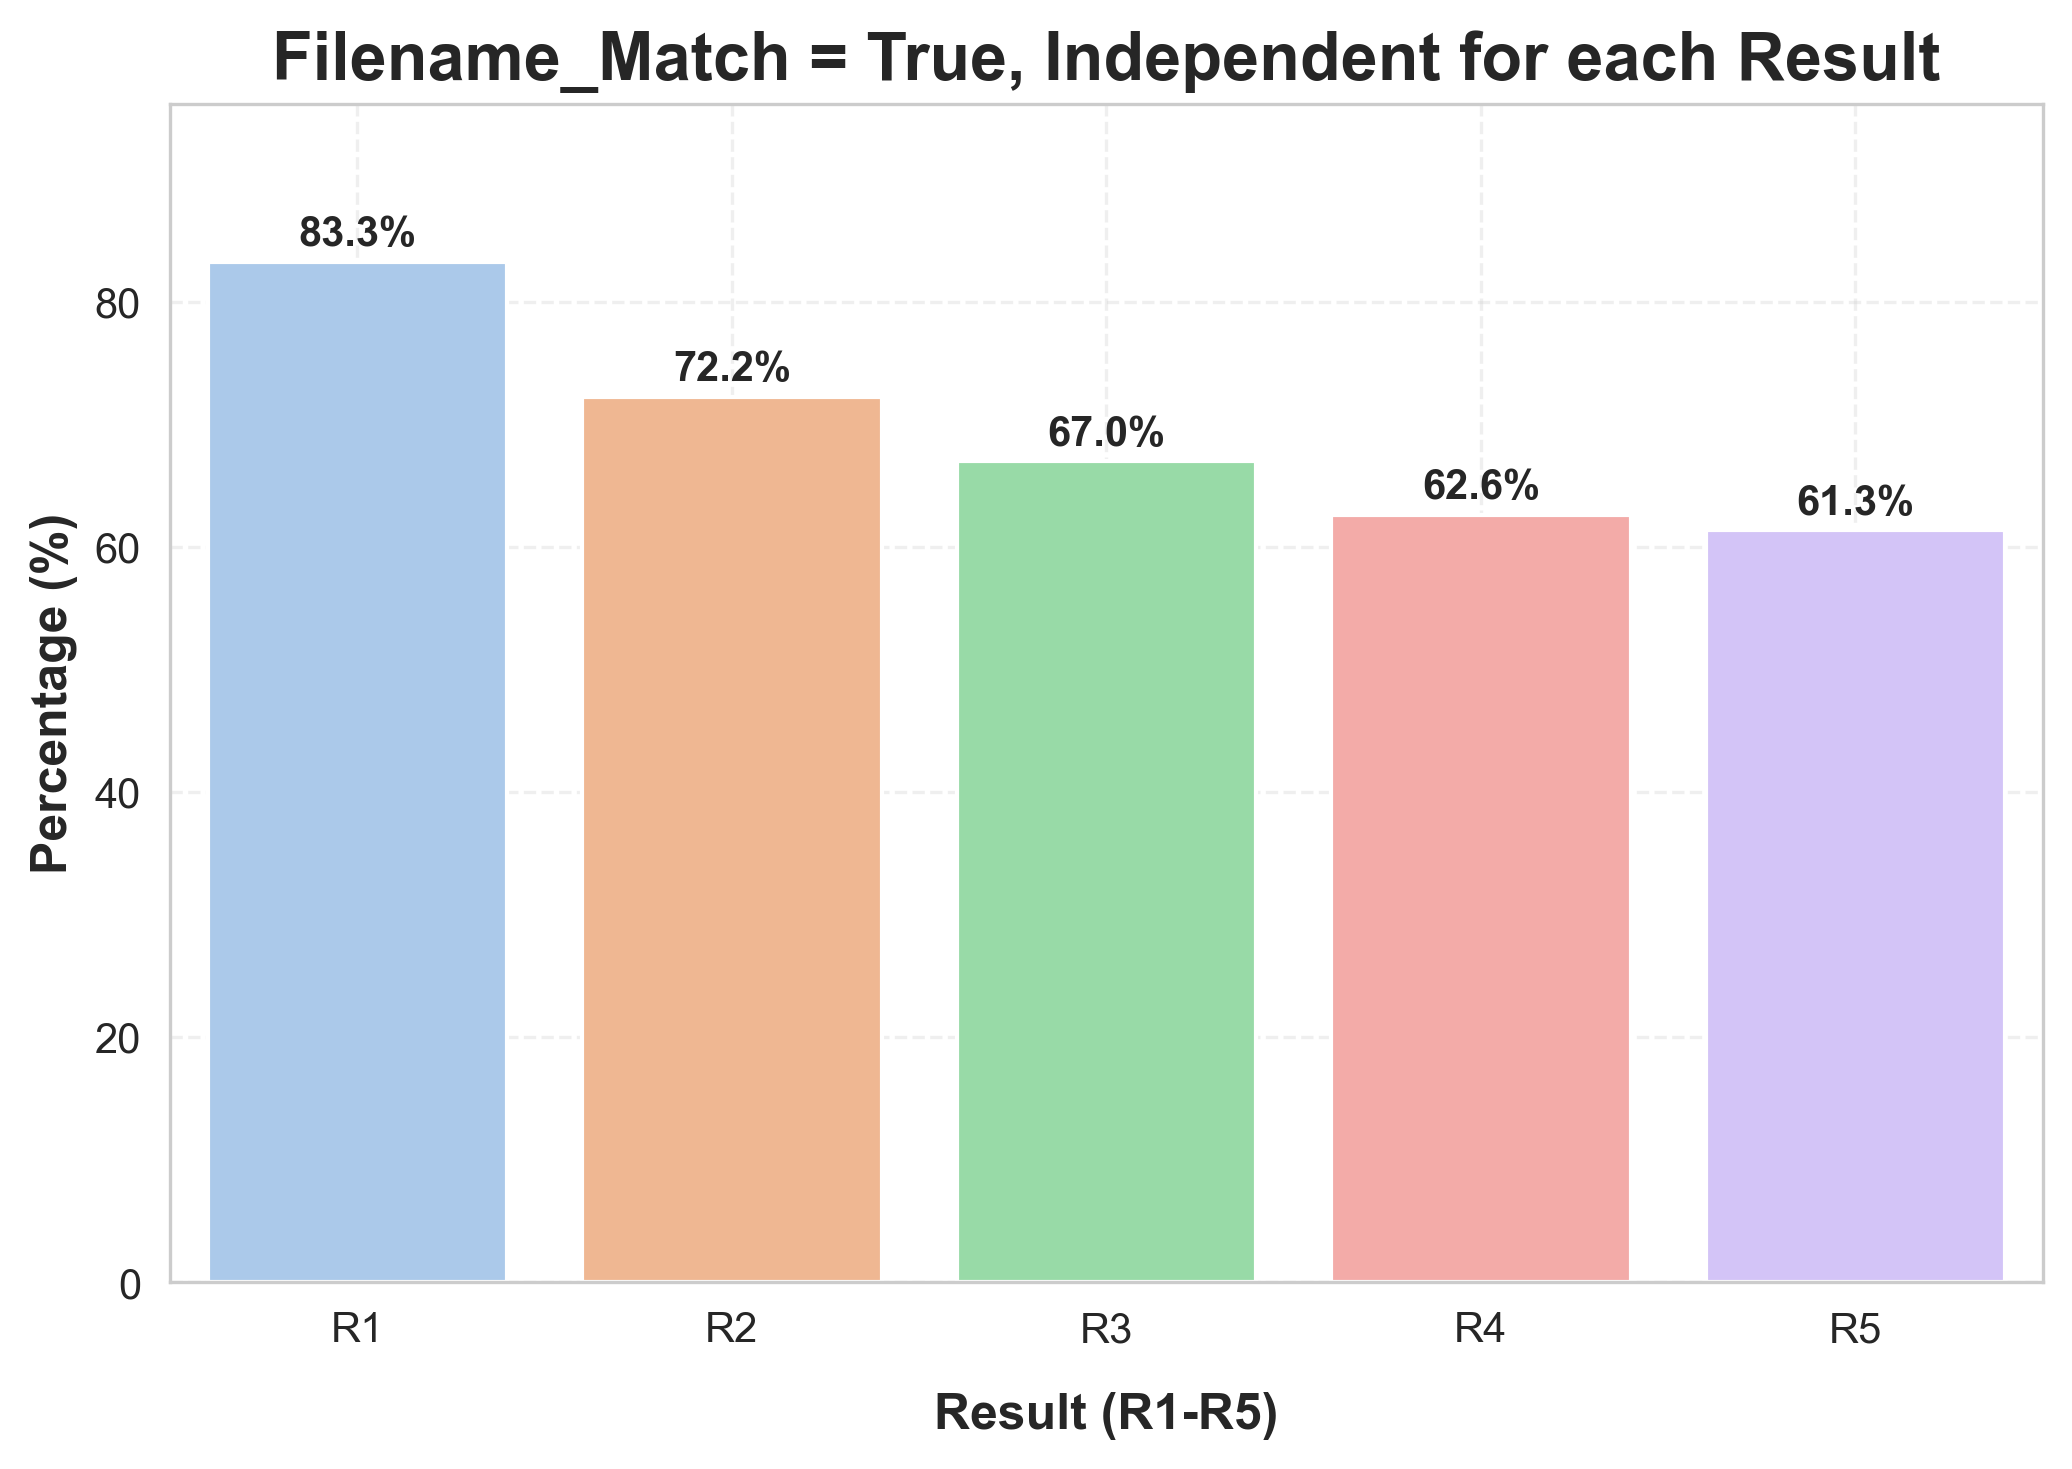 Filename_Match = True, Independent for each Result
83.3%
72.2%
67.0%
62.6%
61.3%
80
60
40
20
0
Percentage (%)
R1 R2 R3 R4 R5
Result (R1-R5)